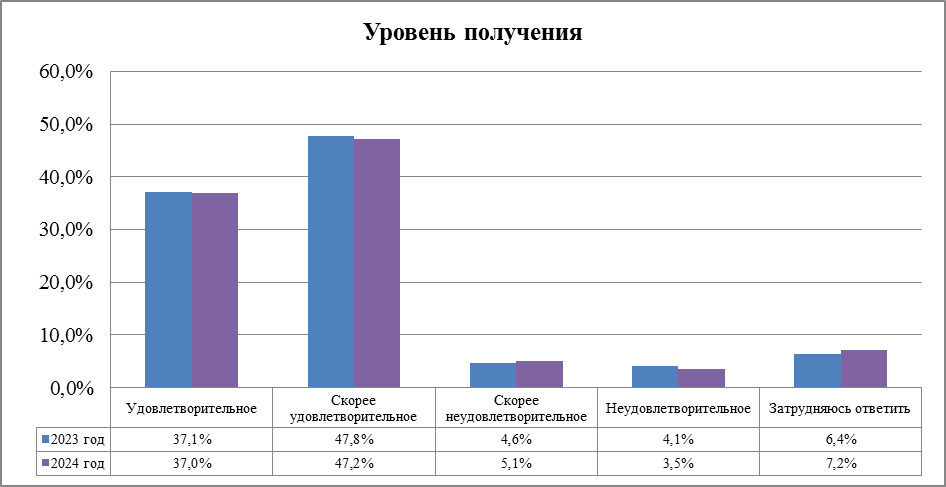 Уровень получения
60,0%
50,0%
40,0%
30,0%
20,0%
10,0%
0,0%
Удовлетворительное
Скорее
удовлетворительное
Скорее
неудовлетворительное
Неудовлетворительное
Затрудняюсь ответить
2023 год 37,1% 47,8% 4,6% 4,1% 6,4%
2024 год 37,0% 47,2% 5,1% 3,5% 7,2%